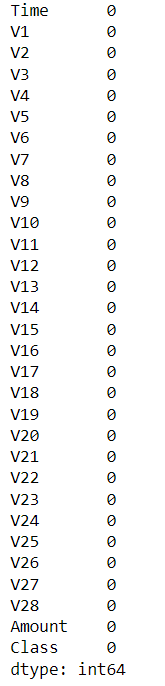 Time 0
V1 0
V2 0
V3 0
V4 0
V5 0
V6 0
V7 0
V8 0
V9 0
V10 0
V11 0
V12 0
V13 0
V14 0
V15 0
V16 0
V17 0
V18 0
V19 0
V20 0
V21 0
V22 0
V23 0
V24 0
V25 0
V26 0
V27 0
V28 0
Amount 0
Class 0
dtype: int64